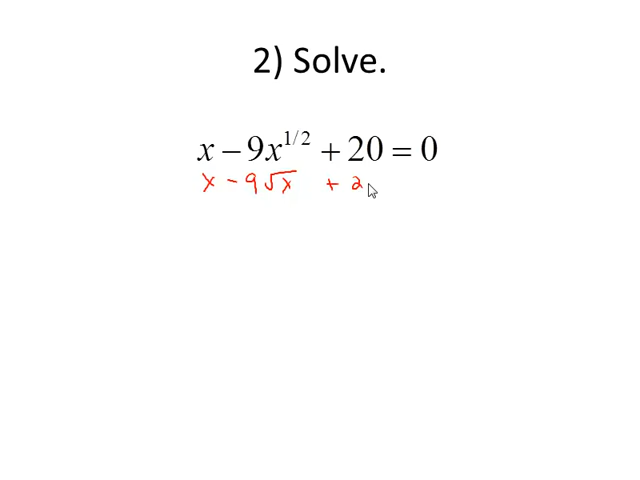 2) Solve.
x − 9x^{1/2} + 20 = 0
x − 9√x + 2